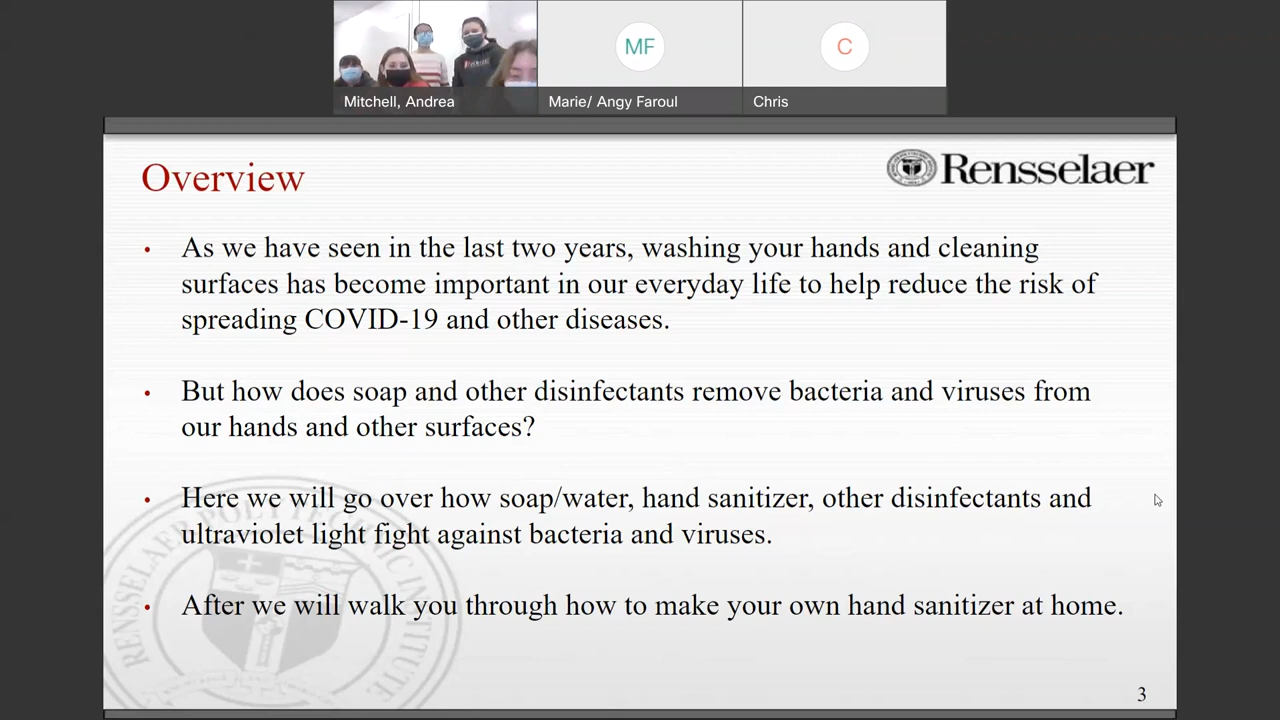 MF
C
Mitchell, Andrea
Marie/ Angy Faroul
Chris
Overview
Rensselaer
• As we have seen in the last two years, washing your hands and cleaning
surfaces has become important in our everyday life to help reduce the risk of
spreading COVID-19 and other diseases.
• But how does soap and other disinfectants remove bacteria and viruses from
our hands and other surfaces?
• Here we will go over how soap/water, hand sanitizer, other disinfectants and
ultraviolet light fight against bacteria and viruses.
• After we will walk you through how to make your own hand sanitizer at home.
RENSSELAER POLYTECHNIC INSTITUTE
3